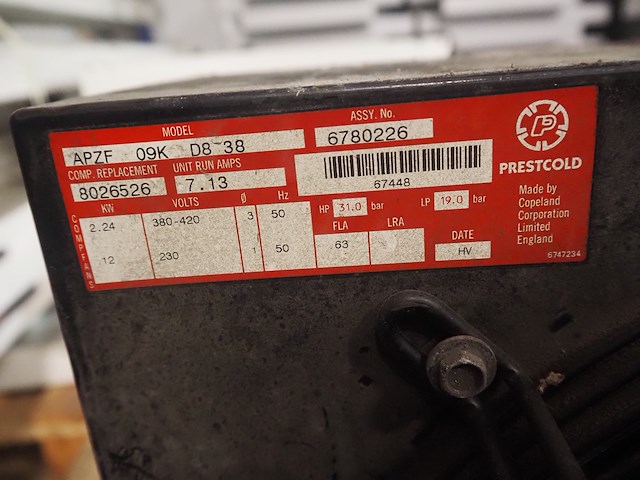 MODEL
APZF 09K D8-38
ASSY. No.
6780226
COMP. REPLACEMENT
8026526
UNIT RUN AMPS
7.13
67448
P
PRESTCOLD
Made by
Copeland
Corporation
Limited
England
6747234
KW VOLTS Ø Hz
COMP 2.24 380-420 3 50
FANS 12 230 1 50
HP 31.0 bar
LP 19.0 bar
FLA LRA
63
DATE
HV